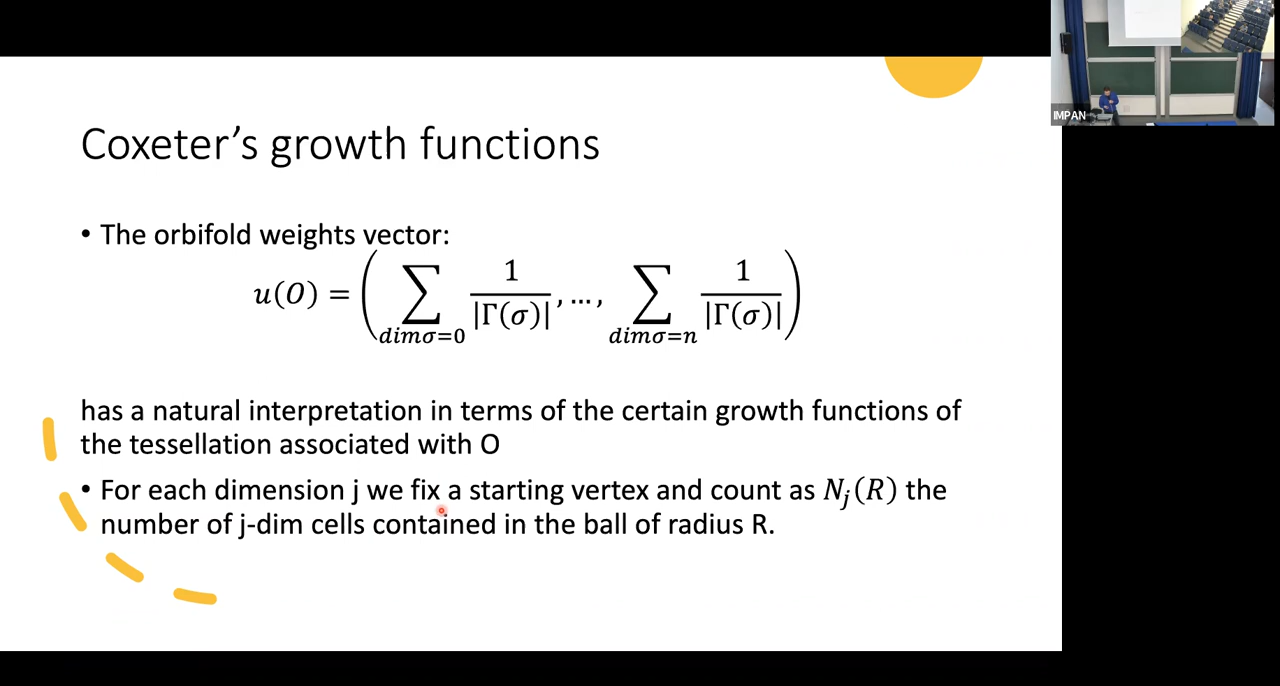 Coxeter’s growth functions
• The orbifold weights vector:
u(O) = ( ∑_{dimσ=0} 1/|Γ(σ)| , … , ∑_{dimσ=n} 1/|Γ(σ)| )
has a natural interpretation in terms of the certain growth functions of
the tessellation associated with O
• For each dimension j we fix a starting vertex and count as N_j(R) the
number of j-dim cells contained in the ball of radius R.
IMPAN